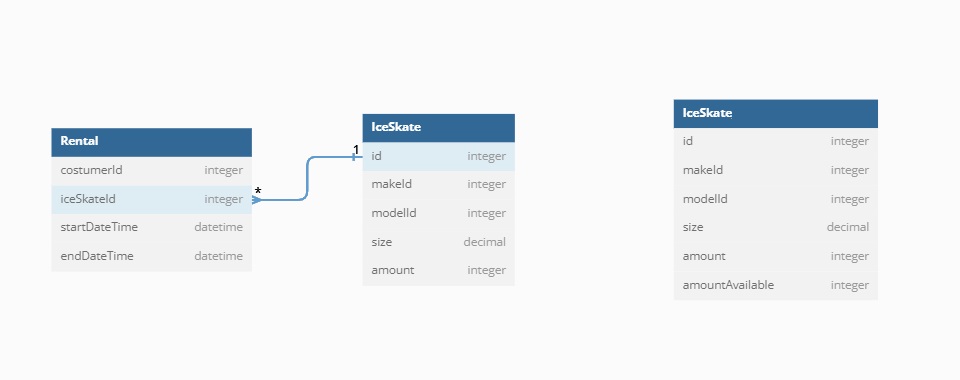 Rental
costumerId integer
iceSkateId integer
startDateTime datetime
endDateTime datetime
*
1
IceSkate
id integer
makeId integer
modelId integer
size decimal
amount integer
IceSkate
id integer
makeId integer
modelId integer
size decimal
amount integer
amountAvailable integer